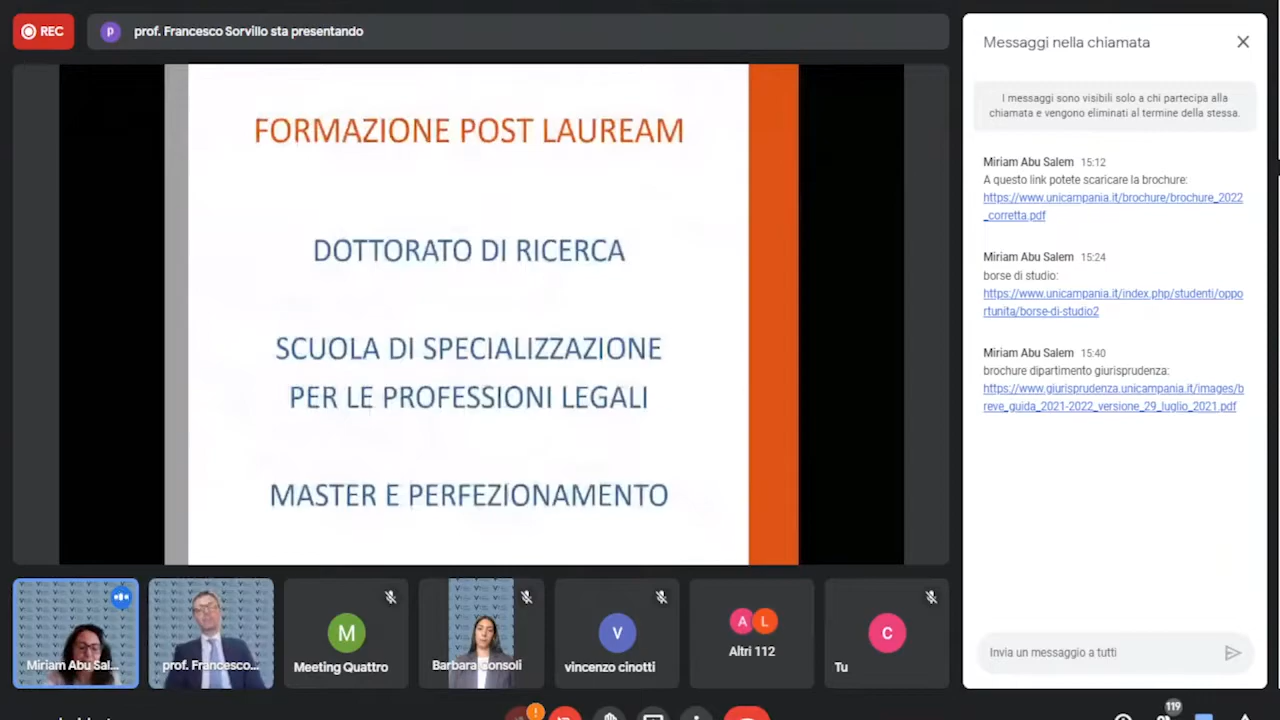 REC
p
prof. Francesco Sorvillo sta presentando
FORMAZIONE POST LAUREAM
DOTTORATO DI RICERCA
SCUOLA DI SPECIALIZZAZIONE
PER LE PROFESSIONI LEGALI
MASTER E PERFEZIONAMENTO
Messaggi nella chiamata
I messaggi sono visibili solo a chi partecipa alla
chiamata e vengono eliminati al termine della stessa.
Miriam Abu Salem 15:12
A questo link potete scaricare la brochure:
https://www.unicampania.it/brochure/brochure_2022
_corretta.pdf
Miriam Abu Salem 15:24
borse di studio:
https://www.unicampania.it/index.php/studenti/oppo
rtunita/borse-di-studio2
Miriam Abu Salem 15:40
brochure dipartimento giurisprudenza:
https://www.giurisprudenza.unicampania.it/images/b
reve_guida_2021-2022_versione_29_luglio_2021.pdf
Invia un messaggio a tutti
Miriam Abu Sal...
prof. Francesco...
M
Meeting Quattro
Barbara Consoli
V
vincenzo cinotti
A L
Altri 112
C
Tu
119